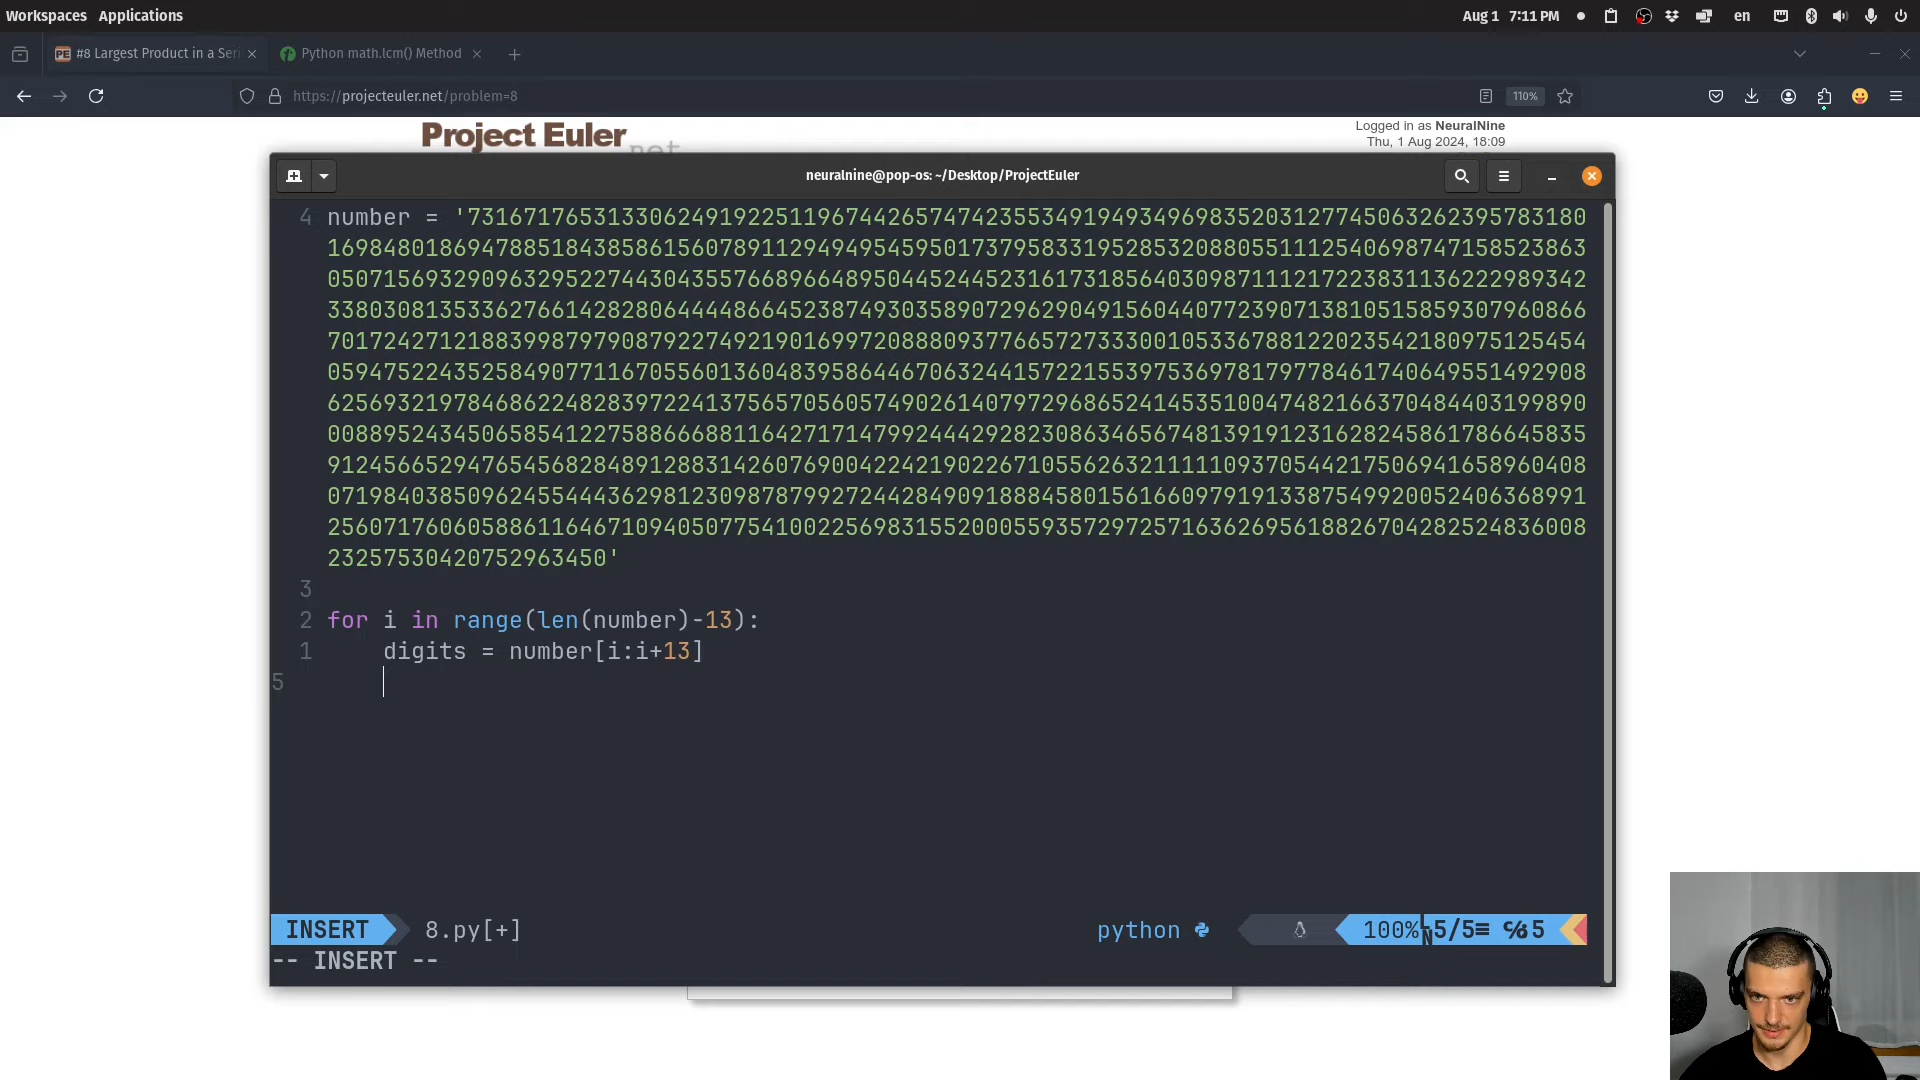 Workspaces Applications
Aug 1 7:11 PM
en
#8 Largest Product in a Seri
Python math.lcm() Method
https://projecteuler.net/problem=8
110%
Project Euler
.net
Logged in as NeuralNine
Thu, 1 Aug 2024, 18:09
neuralnine@pop-os: ~/Desktop/ProjectEuler
4 number = '73167176531330624919225119674426574742355349194934969835203127745063262395783180
169848018694788518438586156078911294949545950173795833195285320880551112540698747158523863
050715693290963295227443043557668966489504452445231617318564030987111217223831136222989342
338030813533627661428280644448664523874930358907296290491560440772390713810515859307960866
701724271218839987979087922749219016997208880937766572733300105336788122023542180975125454
059475224352584907711670556013604839586446706324415722155397536978179778461740649551492908
625693219784686224828397224137565705605749026140797296865241453510047482166370484403199890
008895243450658541227588666881164271714799244429282308634656748139191231628245861786645835
912456652947654568284891288314260769004224219022671055626321111109370544217506941658960408
071984038509624554443629812309878799272442849091888458015616609791913387549920052406368991
256071760605886116467109405077541002256983155200055935729725716362695618826704282524836008
23257530420752963450'
3
2 for i in range(len(number)-13):
1 digits = number[i:i+13]
5
INSERT 8.py[+]
python 100% 5/5 5
-- INSERT --